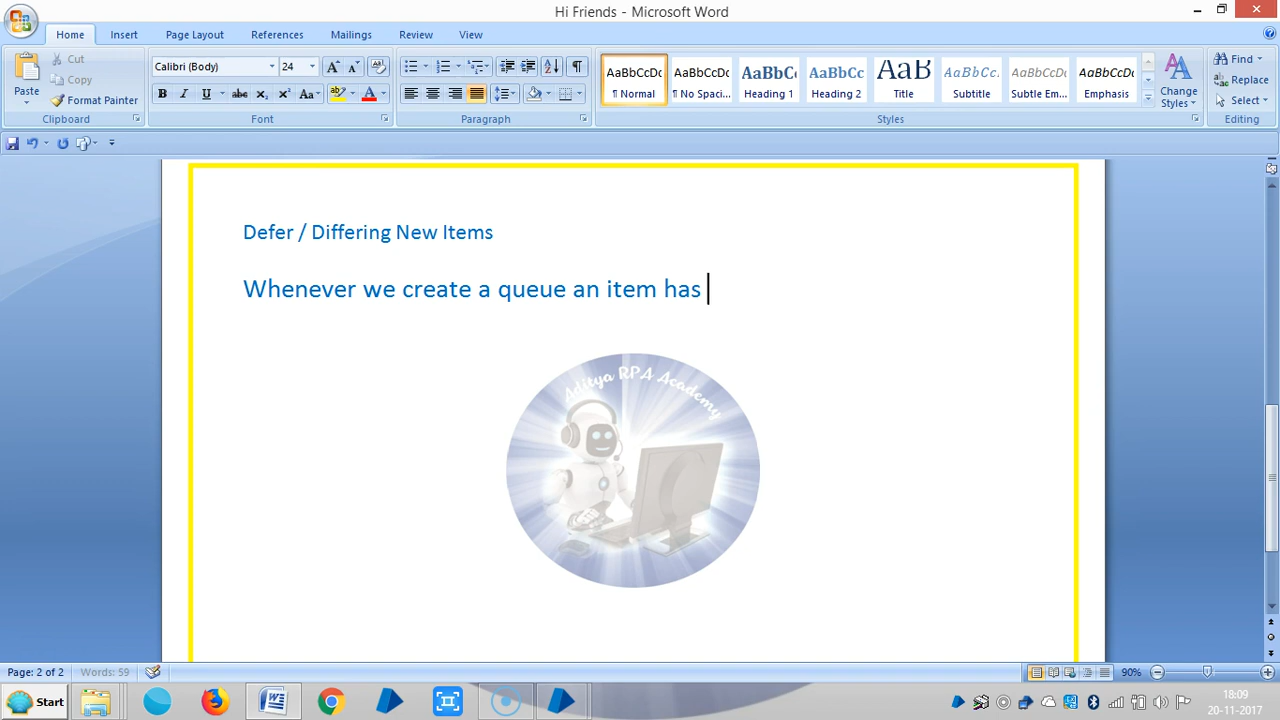 Hi Friends - Microsoft Word
Home Insert Page Layout References Mailings Review View
Paste
Cut
Copy
Format Painter
Clipboard
Calibri (Body) 24
B I U abc X₂ X² Aa
Font
Paragraph
AaBbCcDc AaBbCcDc AaBbC AaBbCc AaB AaBbCc. AaBbCcDc AaBbCcDc
¶ Normal ¶ No Spaci... Heading 1 Heading 2 Title Subtitle Subtle Em... Emphasis
Styles
Change Styles
Find
Replace
Select
Editing
Defer / Differing New Items
Whenever we create a queue an item has
Aditya RPA Academy
Page: 2 of 2 Words: 59 90%
Start
18:09
20-11-2017